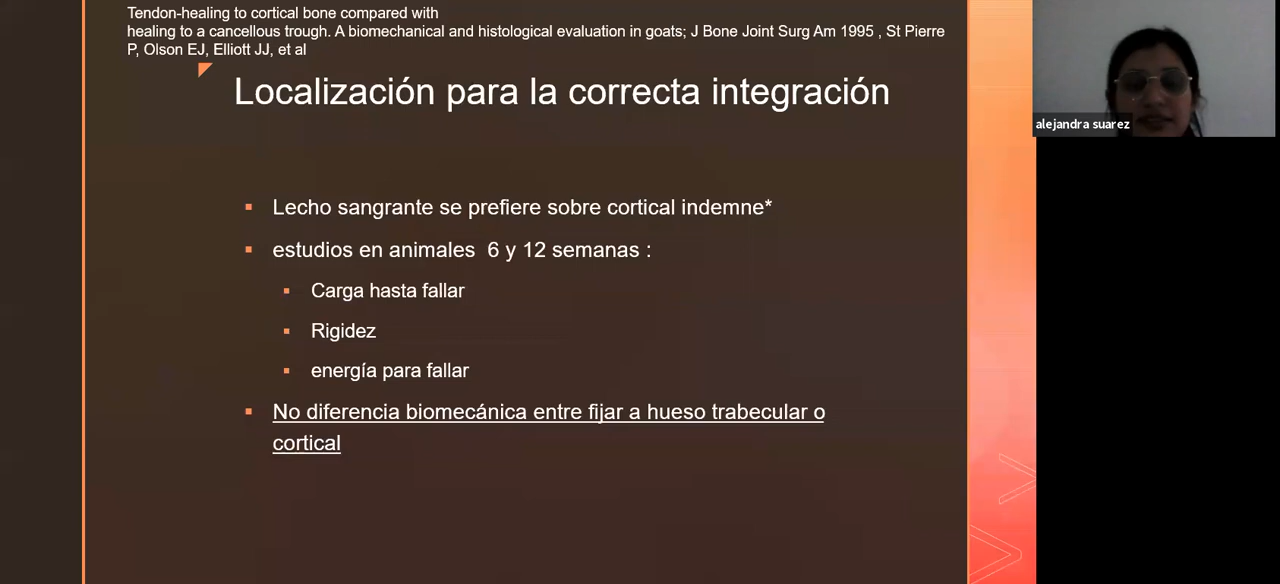 Tendon-healing to cortical bone compared with
healing to a cancellous trough. A biomechanical and histological evaluation in goats; J Bone Joint Surg Am 1995 , St Pierre
P, Olson EJ, Elliott JJ, et al
Localización para la correcta integración
alejandra suarez
Lecho sangrante se prefiere sobre cortical indemne*
estudios en animales  6 y 12 semanas :
Carga hasta fallar
Rigidez
energía para fallar
No diferencia biomecánica entre fijar a hueso trabecular o
cortical